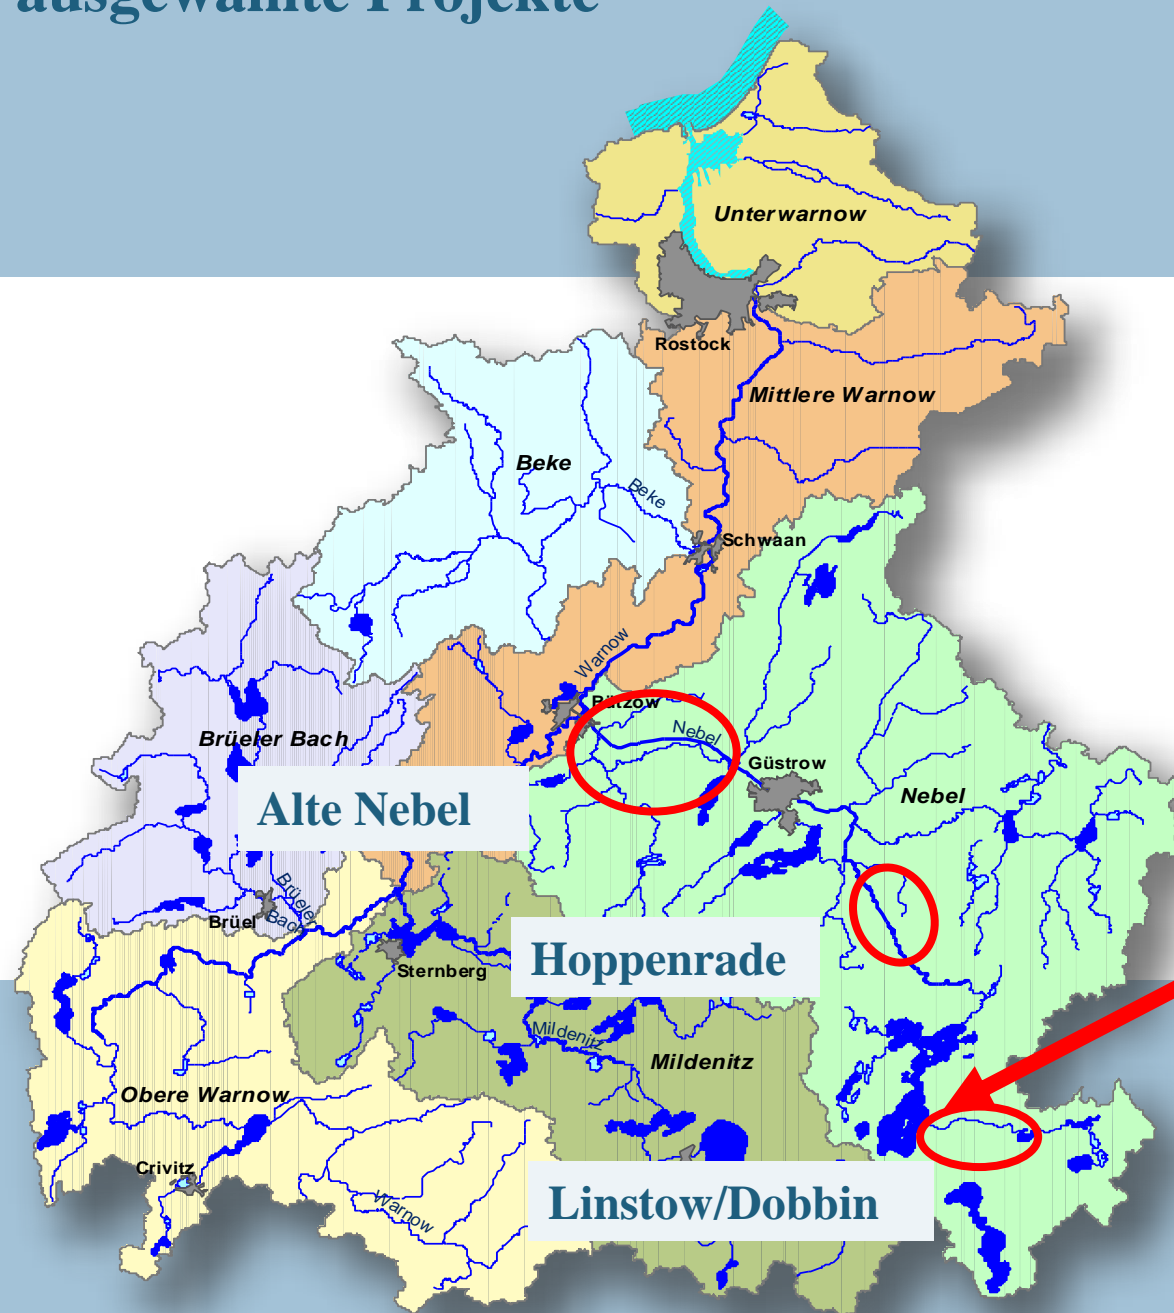 ausgewählte Projekte
Unterwarnow
Rostock
Mittlere Warnow
Beke
Beke
Schwaan
Warnow
Bützow
Nebel
Güstrow
Brüeler Bach
Nebel
Alte Nebel
Brüeler
Bach
Brüel
Hoppenrade
Sternberg
Mildenitz
Mildenitz
Obere Warnow
Crivitz
Linstow/Dobbin
Warnow